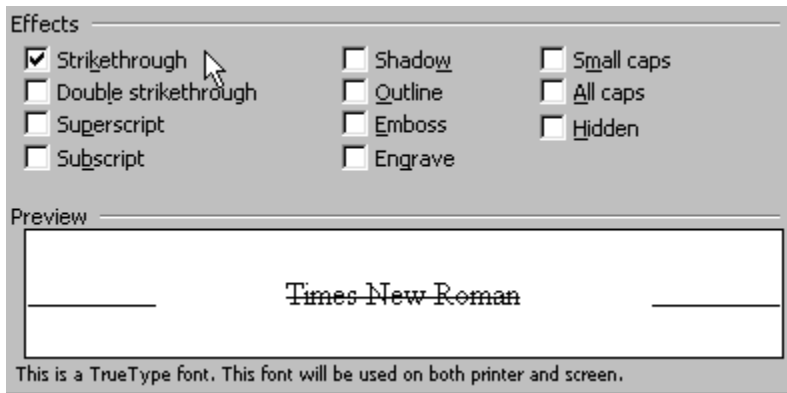 Effects
Strikethrough Shadow Small caps
Double strikethrough Outline All caps
Superscript Emboss Hidden
Subscript Engrave
Preview
Times New Roman
This is a TrueType font. This font will be used on both printer and screen.